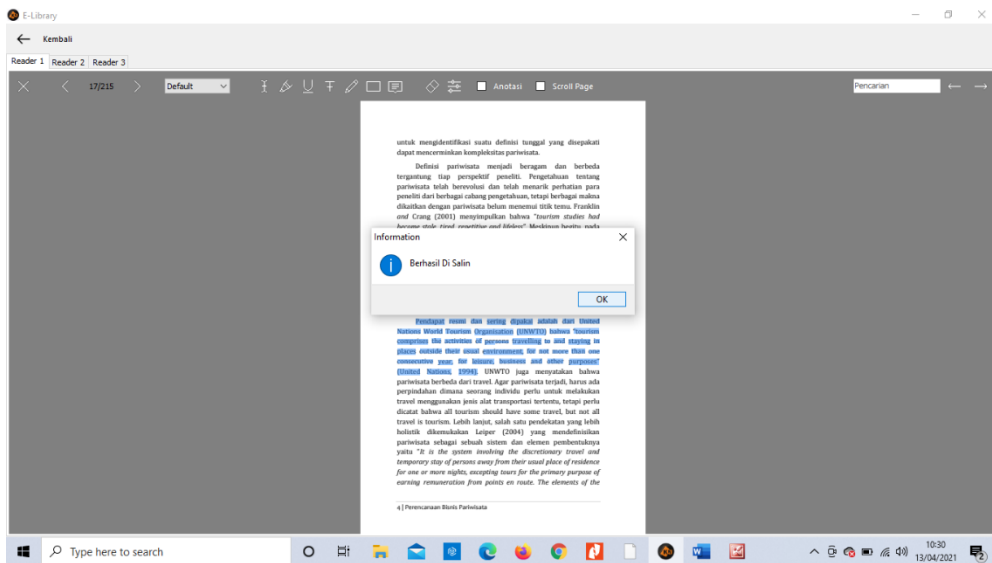 E-Library
Kembali
Reader 1 Reader 2 Reader 3
17/215 Default Anotasi Scroll Page Pencarian
untuk mengidentifikasi suatu definisi tunggal yang disepakati
dapat mencerminkan kompleksitas pariwisata.
Definisi pariwisata menjadi beragam dan berbeda
tergantung tiap perspektif peneliti. Pengetahuan tentang
pariwisata telah berevolusi dan telah menarik perhatian para
peneliti dari berbagai cabang pengetahuan, tetapi berbagai makna
dikaitkan dengan pariwisata belum menemui titik temu. Franklin
and Crang (2001) menyimpulkan bahwa "tourism studies had
become stale, tired, repetitive and lifeless". Meskipun begitu, pada
Information
Berhasil Di Salin
OK
Pendapat resmi dan sering dipakai adalah dari United
Nations World Tourism Organisation (UNWTO) bahwa "tourism
comprises the activities of persons travelling to and staying in
places outside their usual environment, for not more than one
consecutive year, for leisure, business and other purposes"
(United Nations, 1994). UNWTO juga menyatakan bahwa
pariwisata berbeda dari travel. Agar pariwisata terjadi, harus ada
perpindahan dimana seorang individu perlu untuk melakukan
travel menggunakan jenis alat transportasi tertentu, tetapi perlu
dicatat bahwa all tourism should have some travel, but not all
travel is tourism. Lebih lanjut, salah satu pendekatan yang lebih
holistik dikemukakan Leiper (2004) yang mendefinisikan
pariwisata sebagai sebuah sistem dan elemen pembentuknya
yaitu "It is the system involving the discretionary travel and
temporary stay of persons away from their usual place of residence
for one or more nights, excepting tours for the primary purpose of
earning remuneration from points en route. The elements of the
4 | Perencanaan Bisnis Pariwisata
Type here to search
10:30
13/04/2021
2